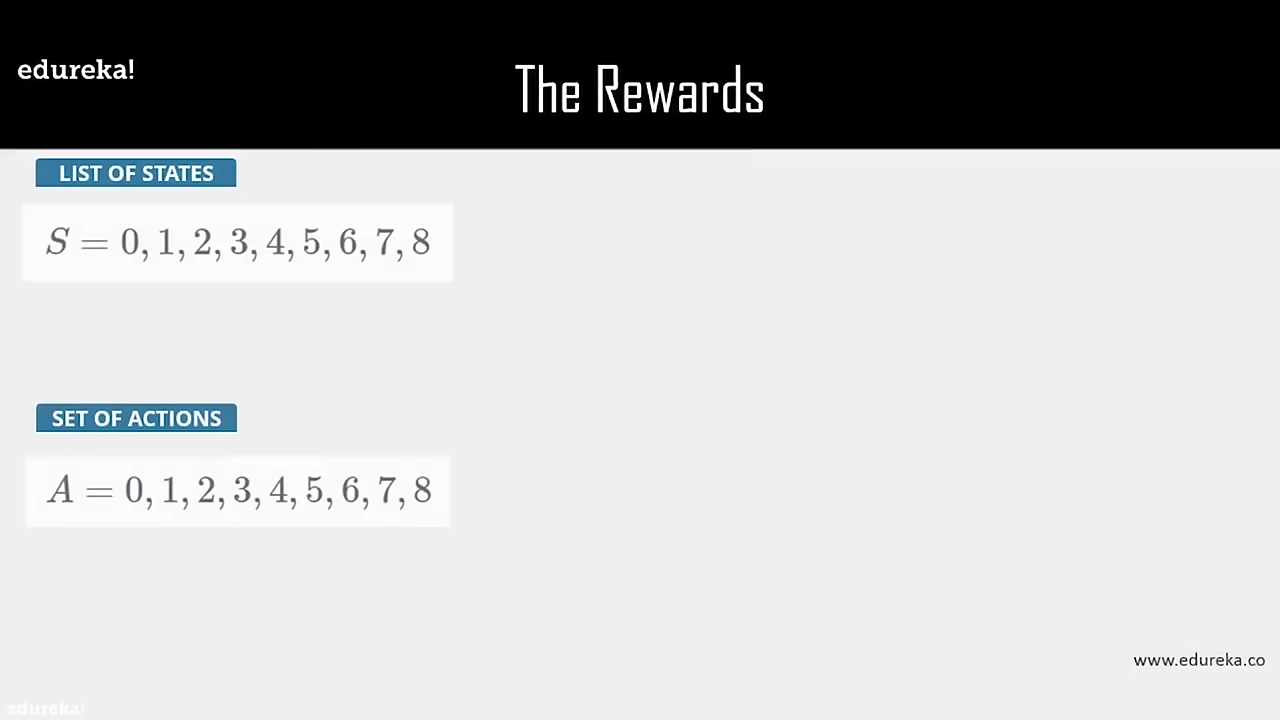 edureka!
The Rewards
LIST OF STATES
S = 0, 1, 2, 3, 4, 5, 6, 7, 8
SET OF ACTIONS
A = 0, 1, 2, 3, 4, 5, 6, 7, 8
www.edureka.co
edureka!